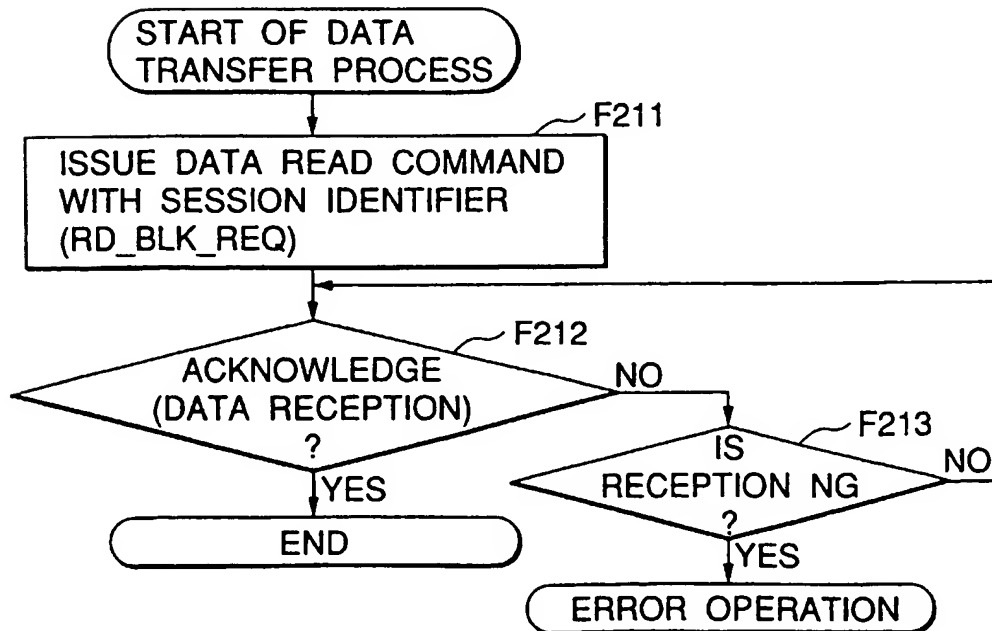 START OF DATA
TRANSFER PROCESS
F211
ISSUE DATA READ COMMAND
WITH SESSION IDENTIFIER
(RD_BLK_REQ)
F212
ACKNOWLEDGE
(DATA RECEPTION)
?
NO
YES
END
F213
IS
RECEPTION NG
?
NO
YES
ERROR OPERATION